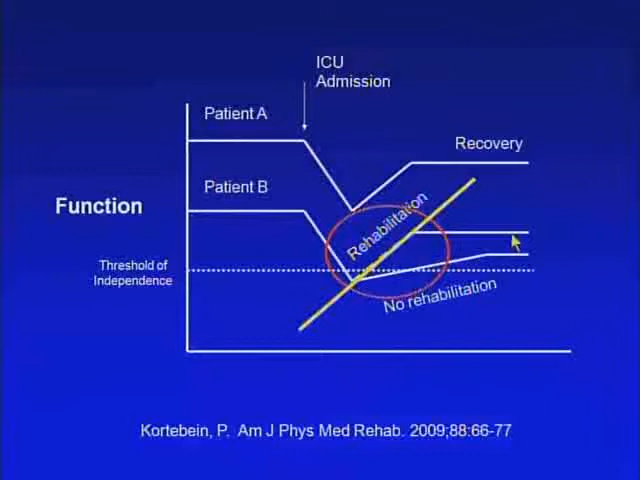 ICU
Admission
Patient A
Recovery
Patient B
Function
Rehabilitation
Threshold of
Independence
No rehabilitation
Kortebein, P. Am J Phys Med Rehab. 2009;88:66-77